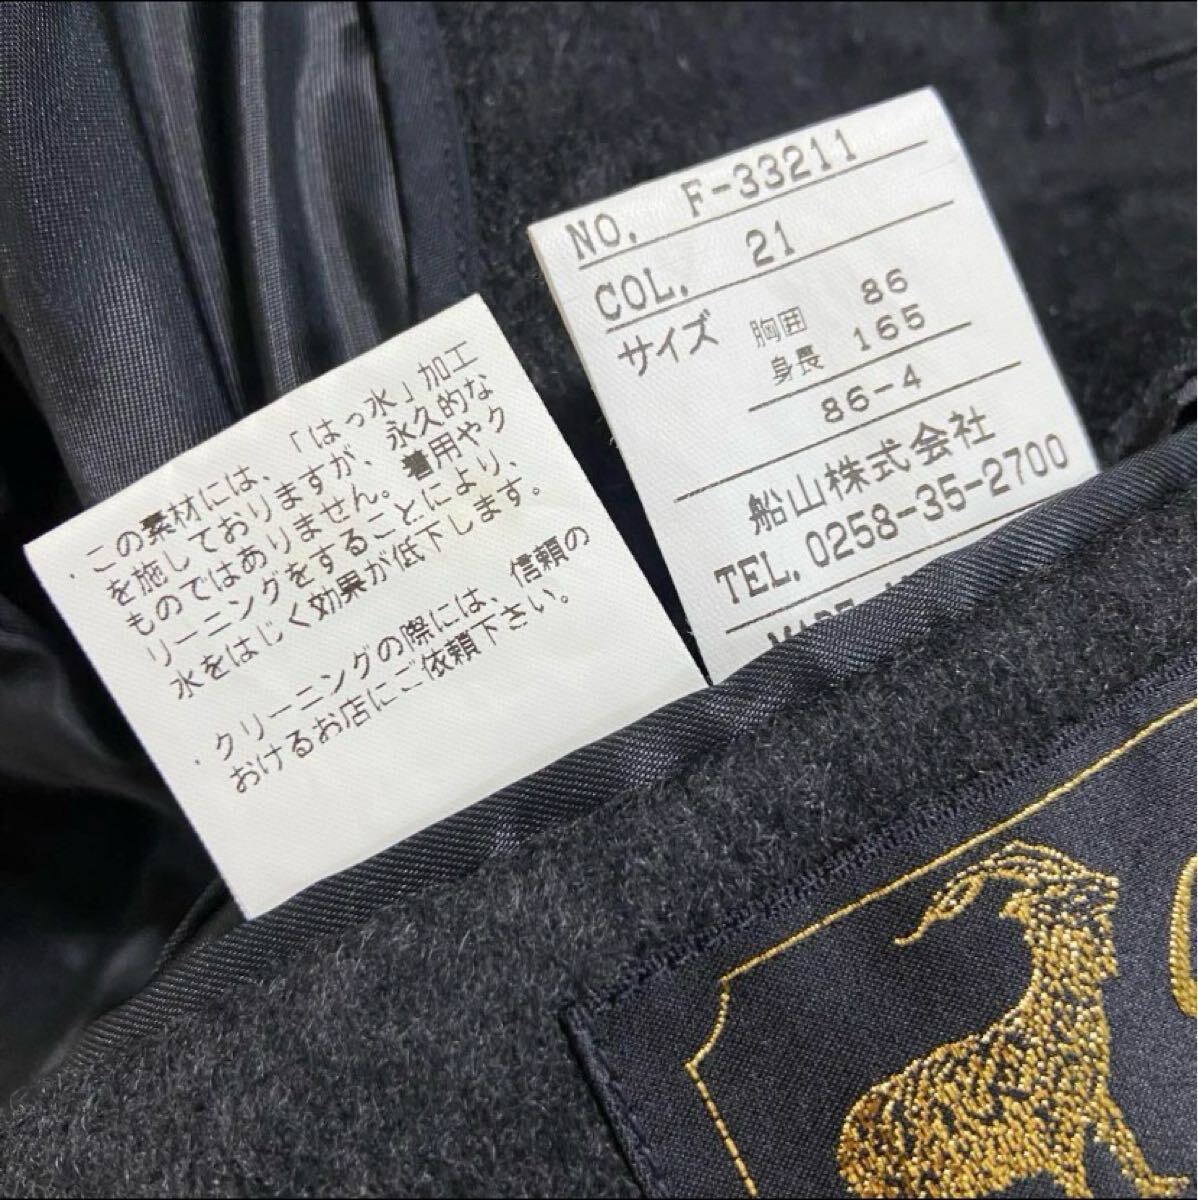 ・この素材には、「はっ水」加工
を施しておりますが、永久的な
ものではありません。着用やク
リーニングをすることにより、
水をはじく効果が低下します。
・クリーニングの際には、信頼の
おけるお店にご依頼下さい。
NO. F-33211
COL. 21
サイズ 胸囲 86
身長 165
86-4
船山株式会社
TEL. 0258-35-2700